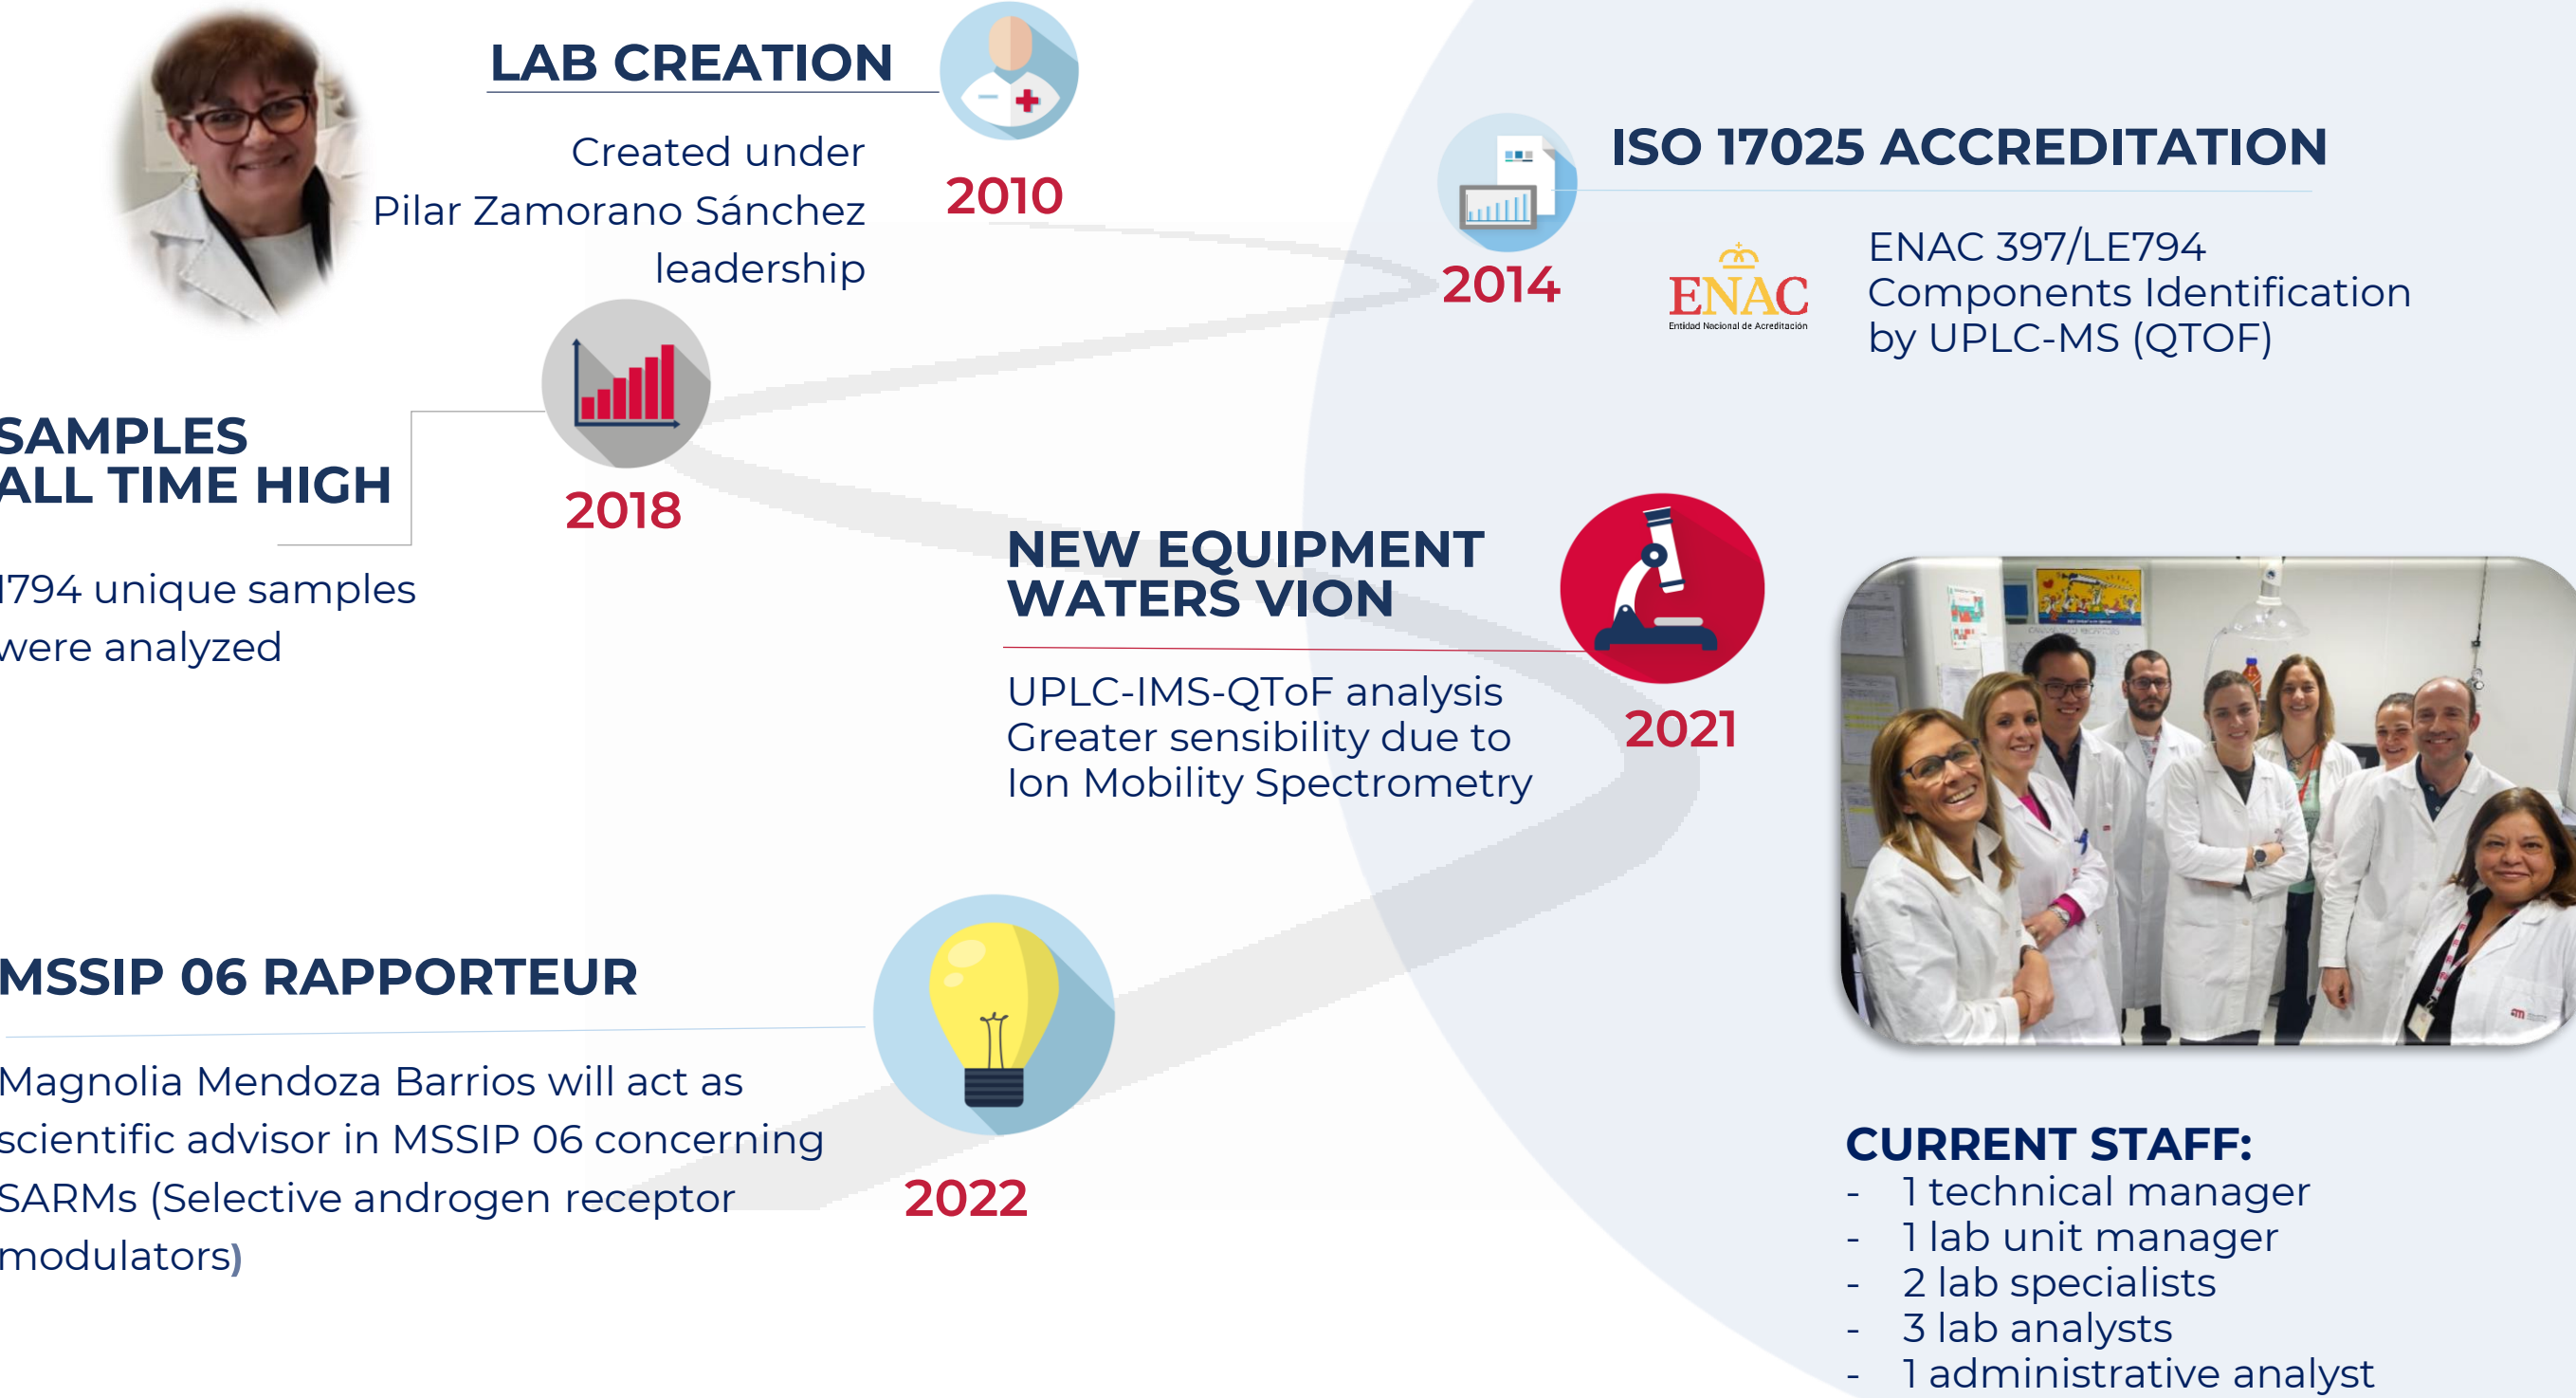 LAB CREATION
Created under
Pilar Zamorano Sánchez
leadership
2010
ISO 17025 ACCREDITATION
2014
ENAC
Entidad Nacional de Acreditación
ENAC 397/LE794
Components Identification
by UPLC-MS (QTOF)
SAMPLES
ALL TIME HIGH
1794 unique samples
were analyzed
2018
NEW EQUIPMENT
WATERS VION
UPLC-IMS-QToF analysis
Greater sensibility due to
Ion Mobility Spectrometry
2021
MSSIP 06 RAPPORTEUR
Magnolia Mendoza Barrios will act as
scientific advisor in MSSIP 06 concerning
SARMs (Selective androgen receptor
modulators)
2022
CURRENT STAFF:
- 1 technical manager
- 1 lab unit manager
- 2 lab specialists
- 3 lab analysts
- 1 administrative analyst